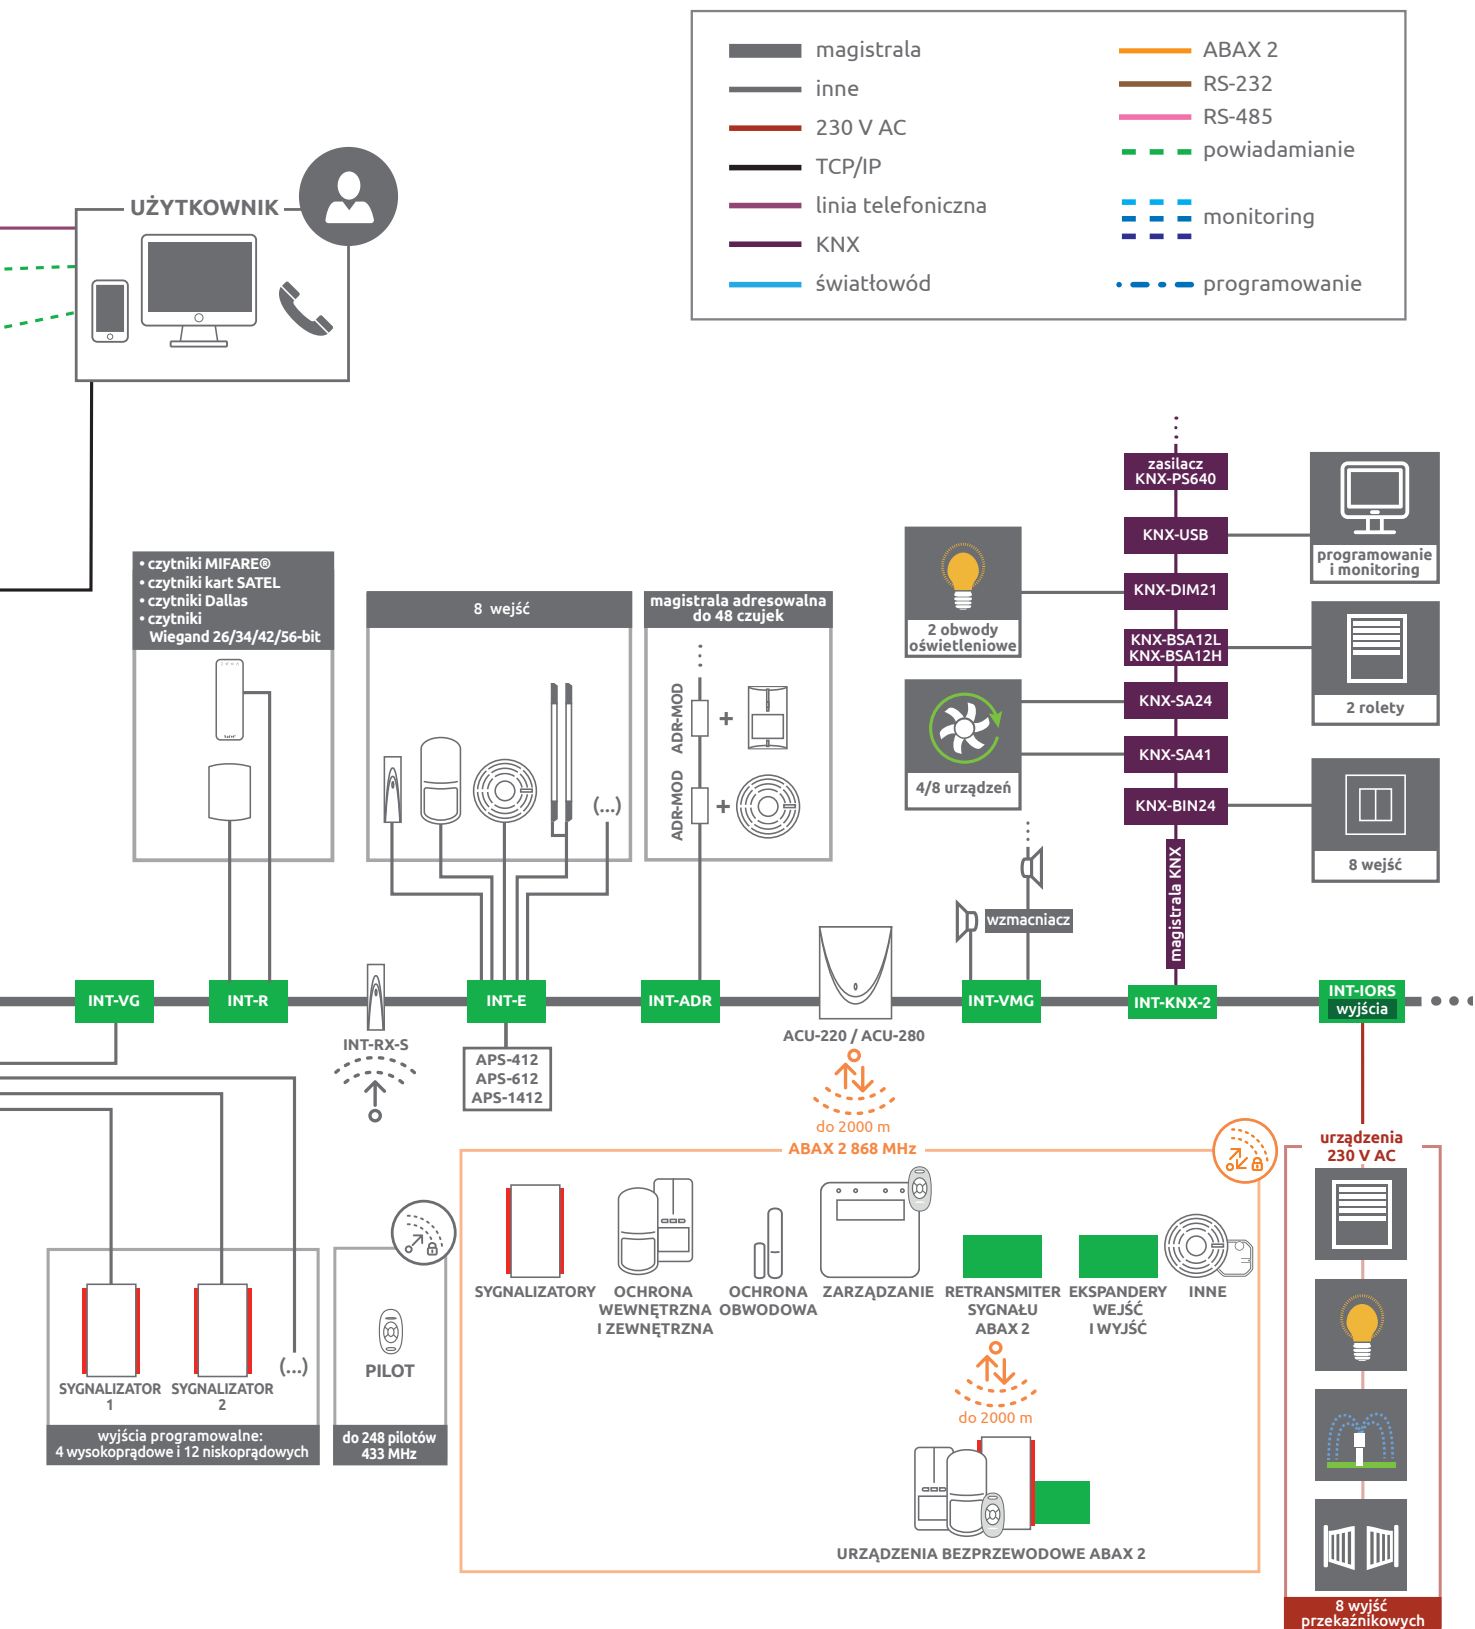 magistrala
inne
230 V AC
TCP/IP
linia telefoniczna
KNX
światłowód
ABAX 2
RS-232
RS-485
powiadamianie
monitoring
programowanie
UŻYTKOWNIK
zasilacz
KNX-PS640
KNX-USB
KNX-DIM21
KNX-BSA12L
KNX-BSA12H
KNX-SA24
KNX-SA41
KNX-BIN24
magistrala KNX
programowanie
i monitoring
2 obwody
oświetleniowe
2 rolety
4/8 urządzeń
8 wejść
• czytniki MIFARE®
• czytniki kart SATEL
• czytniki Dallas
• czytniki
Wiegand 26/34/42/56-bit
Satel
8 wejść
(...)
magistrala adresowalna
do 48 czujek
ADR-MOD
+
ADR-MOD
+
wzmacniacz
INT-VG
INT-R
INT-RX-S
INT-E
INT-ADR
ACU-220 / ACU-280
INT-VMG
INT-KNX-2
INT-IORS
wyjścia
APS-412
APS-612
APS-1412
do 2000 m
ABAX 2 868 MHz
SYGNALIZATORY
OCHRONA
WEWNĘTRZNA
I ZEWNĘTRZNA
OCHRONA
OBWODOWA
ZARZĄDZANIE
RETRANSMITER
SYGNAŁU
ABAX 2
EKSPANDERY
WEJŚĆ
I WYJŚĆ
INNE
do 2000 m
URZĄDZENIA BEZPRZEWODOWE ABAX 2
urządzenia
230 V AC
8 wyjść
przekaźnikowych
SYGNALIZATOR
1
SYGNALIZATOR
2
(...)
wyjścia programowalne:
4 wysokoprądowe i 12 niskoprądowych
PILOT
do 248 pilotów
433 MHz